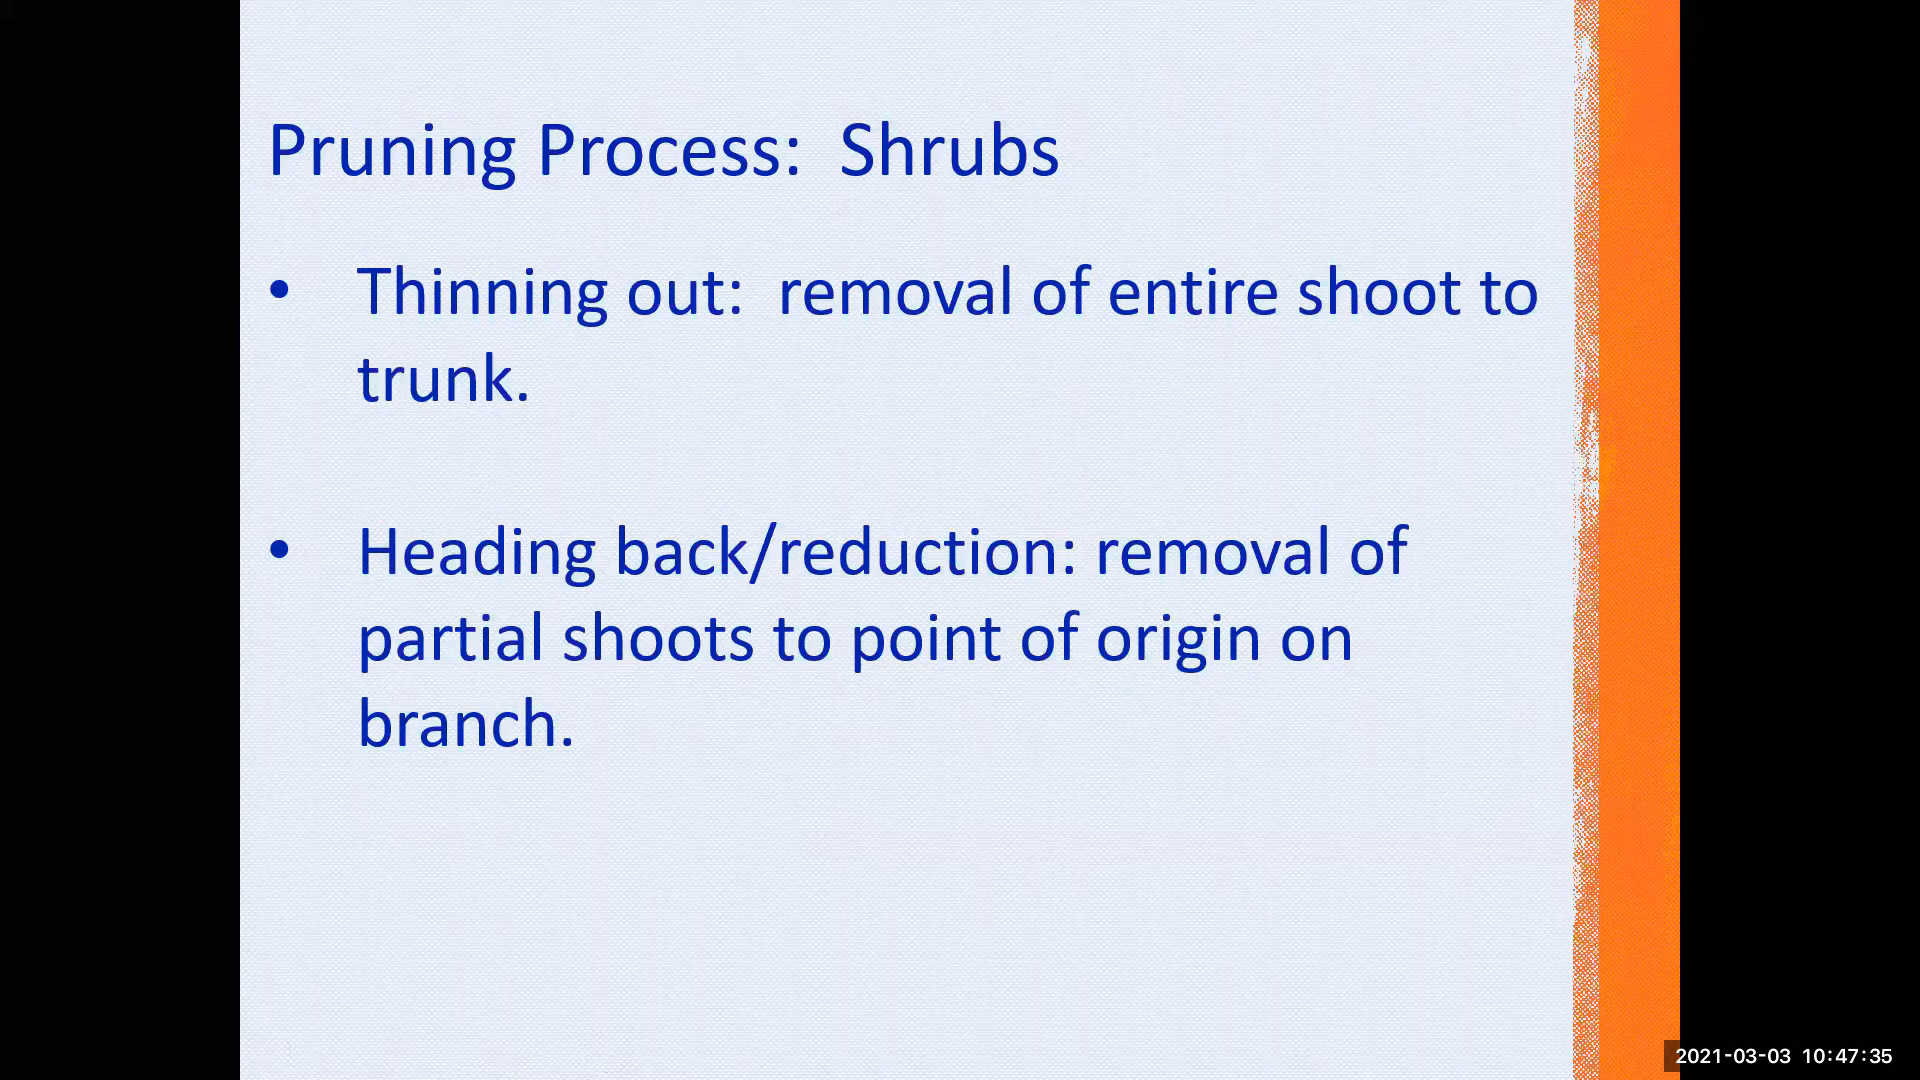 Pruning Process:  Shrubs
• Thinning out:  removal of entire shoot to
trunk.
• Heading back/reduction: removal of
partial shoots to point of origin on
branch.
2021-03-03 10:47:35